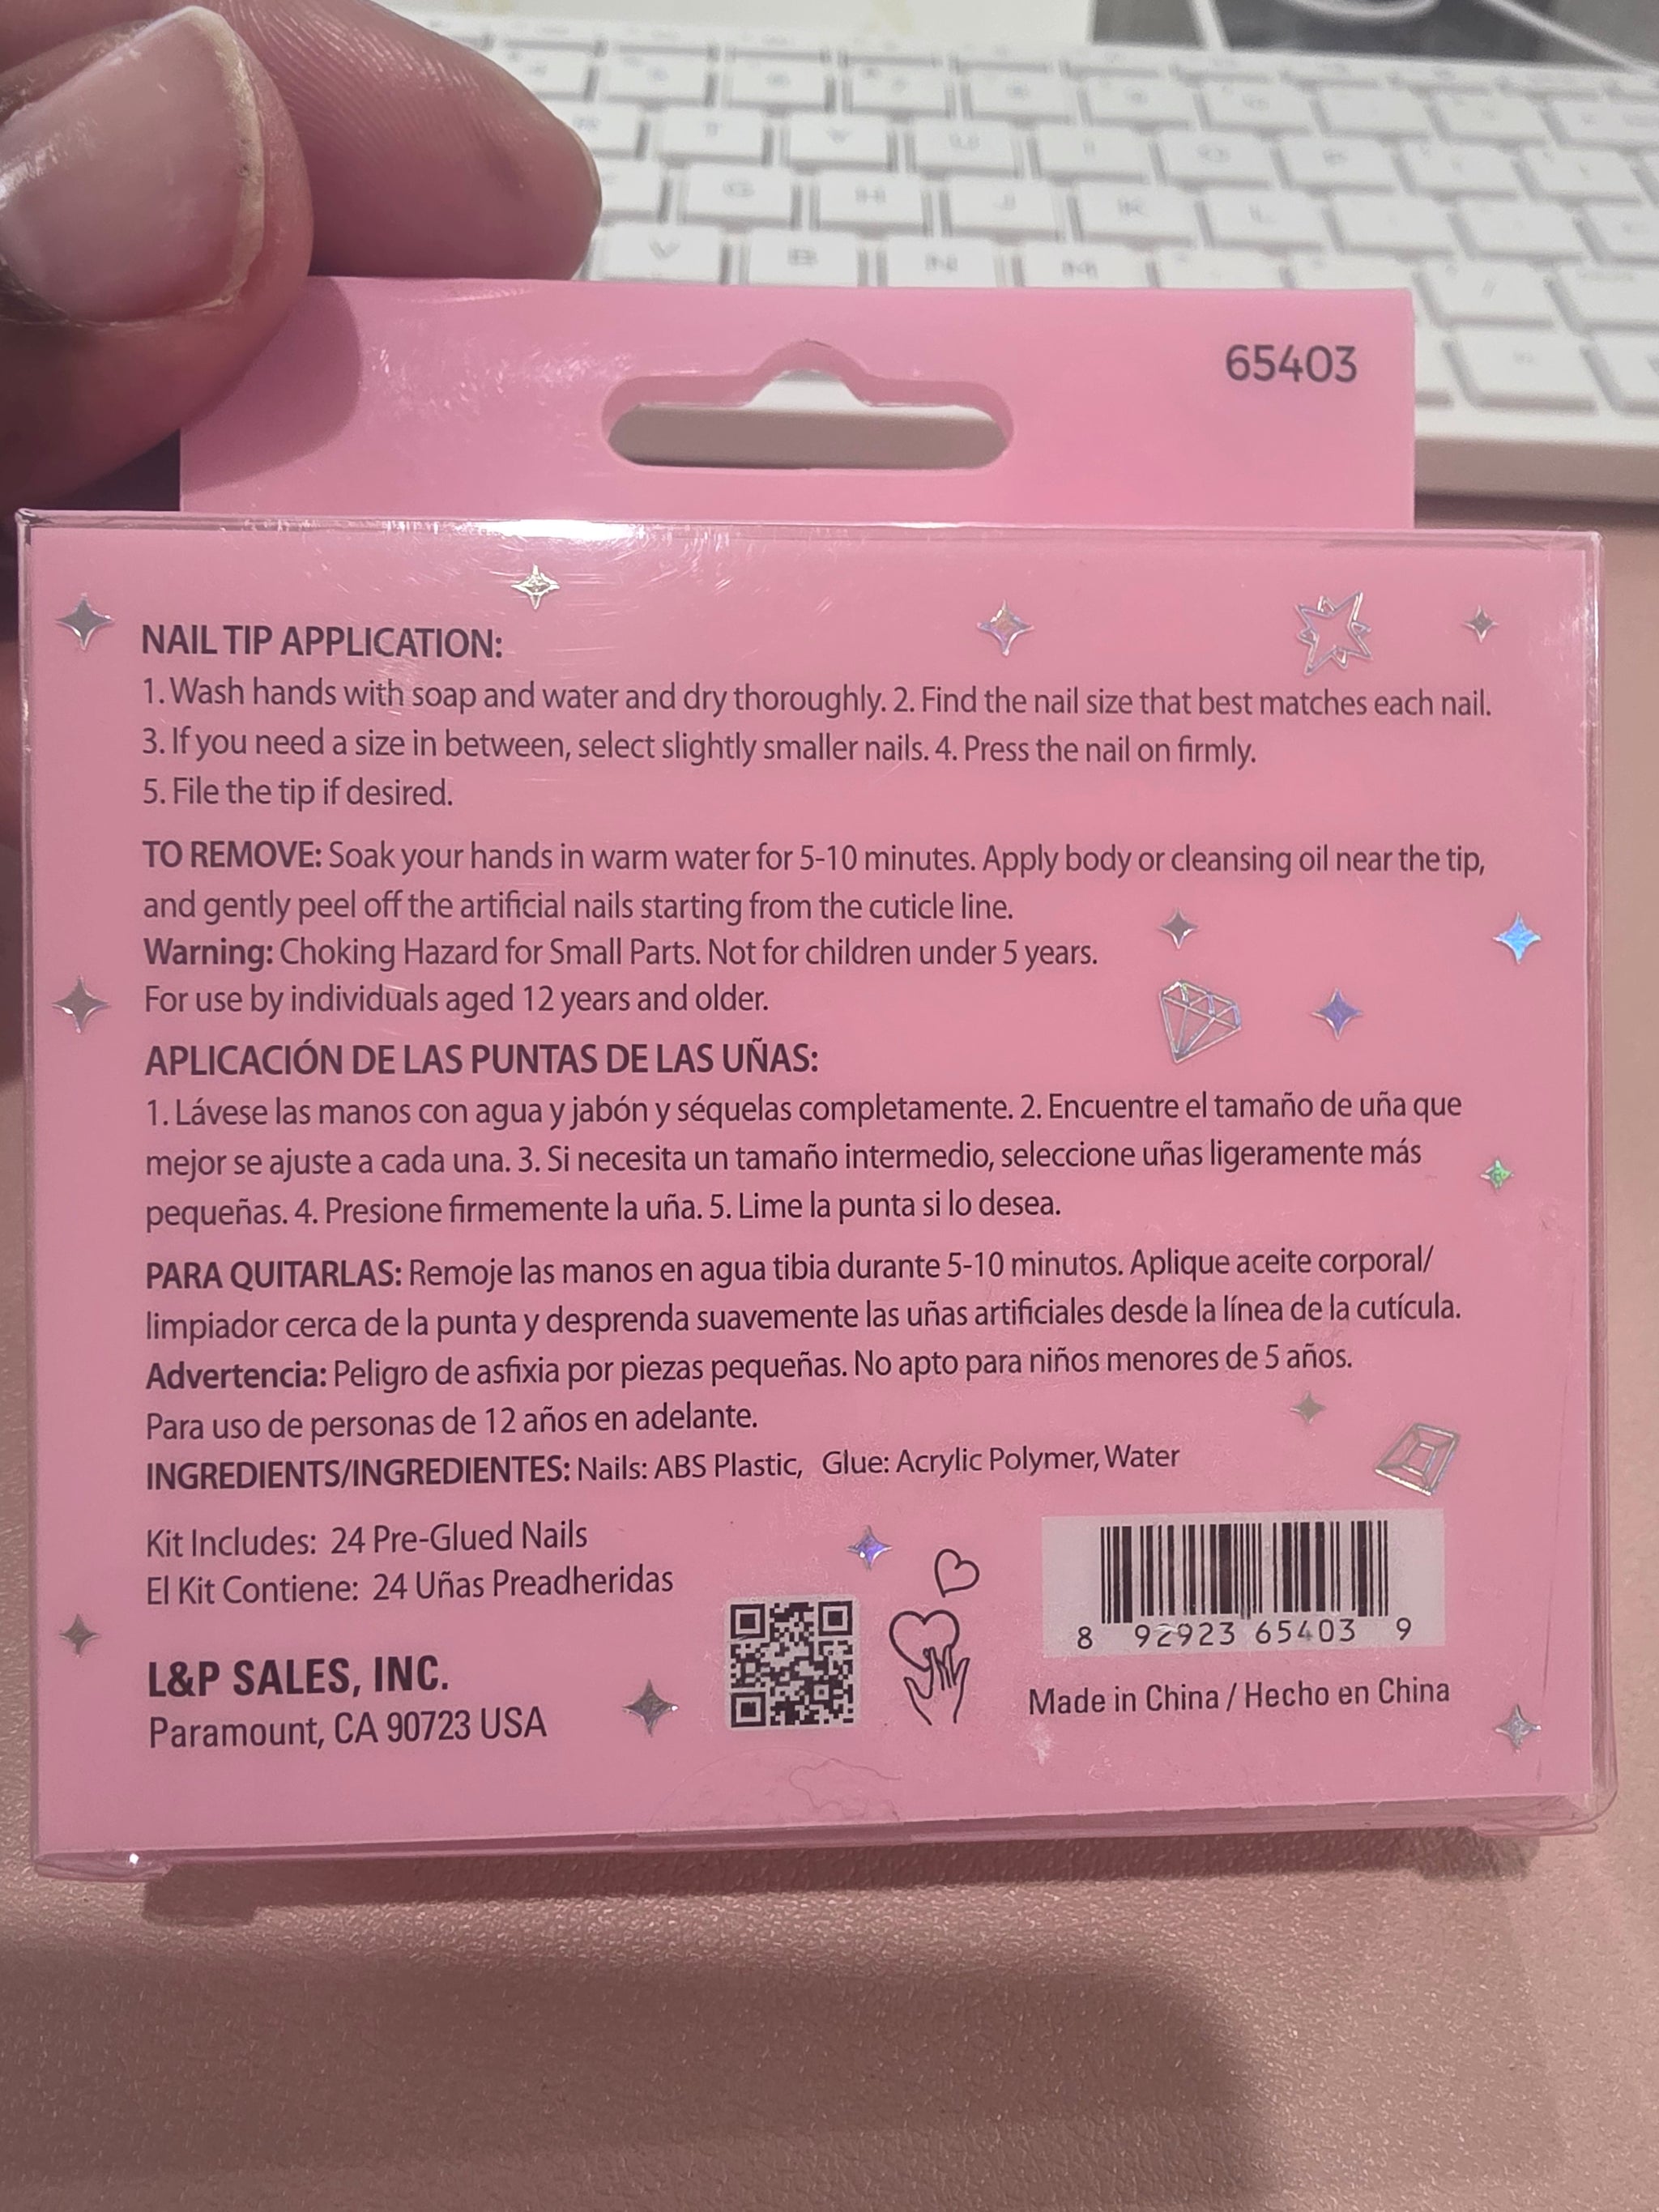 65403
NAIL TIP APPLICATION:
1. Wash hands with soap and water and dry thoroughly. 2. Find the nail size that best matches each nail.
3. If you need a size in between, select slightly smaller nails. 4. Press the nail on firmly.
5. File the tip if desired.
TO REMOVE: Soak your hands in warm water for 5-10 minutes. Apply body or cleansing oil near the tip,
and gently peel off the artificial nails starting from the cuticle line.
Warning: Choking Hazard for Small Parts. Not for children under 5 years.
For use by individuals aged 12 years and older.
APLICACIÓN DE LAS PUNTAS DE LAS UÑAS:
1. Lávese las manos con agua y jabón y séquelas completamente. 2. Encuentre el tamaño de uña que
mejor se ajuste a cada una. 3. Si necesita un tamaño intermedio, seleccione uñas ligeramente más
pequeñas. 4. Presione firmemente la uña. 5. Lime la punta si lo desea.
PARA QUITARLAS: Remoje las manos en agua tibia durante 5-10 minutos. Aplique aceite corporal/
limpiador cerca de la punta y desprenda suavemente las uñas artificiales desde la línea de la cutícula.
Advertencia: Peligro de asfixia por piezas pequeñas. No apto para niños menores de 5 años.
Para uso de personas de 12 años en adelante.
INGREDIENTS/INGREDIENTES: Nails: ABS Plastic, Glue: Acrylic Polymer, Water
Kit Includes: 24 Pre-Glued Nails
El Kit Contiene: 24 Uñas Preadheridas
L&P SALES, INC.
Paramount, CA 90723 USA
8 92923 65403 9
Made in China / Hecho en China